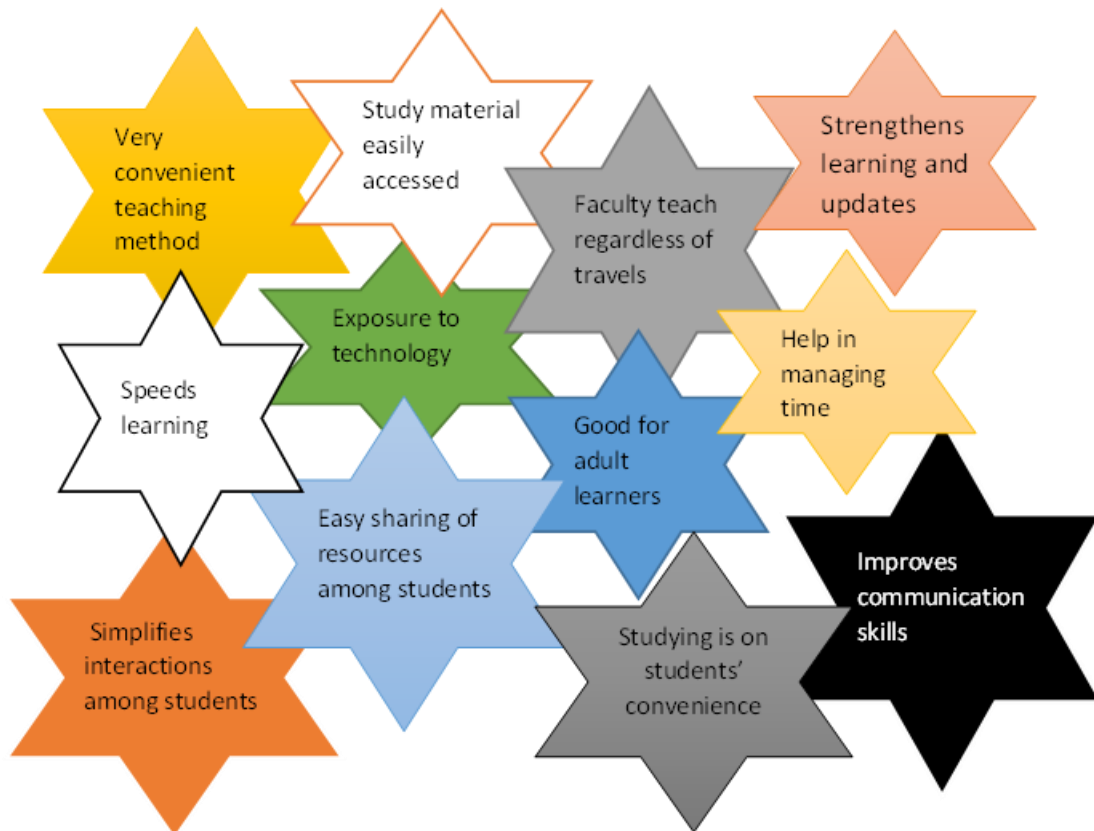 Very
convenient
teaching
method
Study material
easily
accessed
Faculty teach
regardless of
travels
Strengthens
learning and
updates
Speeds
learning
Exposure to
technology
Good for
adult
learners
Help in
managing
time
Simplifies
interactions
among students
Easy sharing of
resources
among students
Studying is on
students’
convenience
Improves
communication
skills